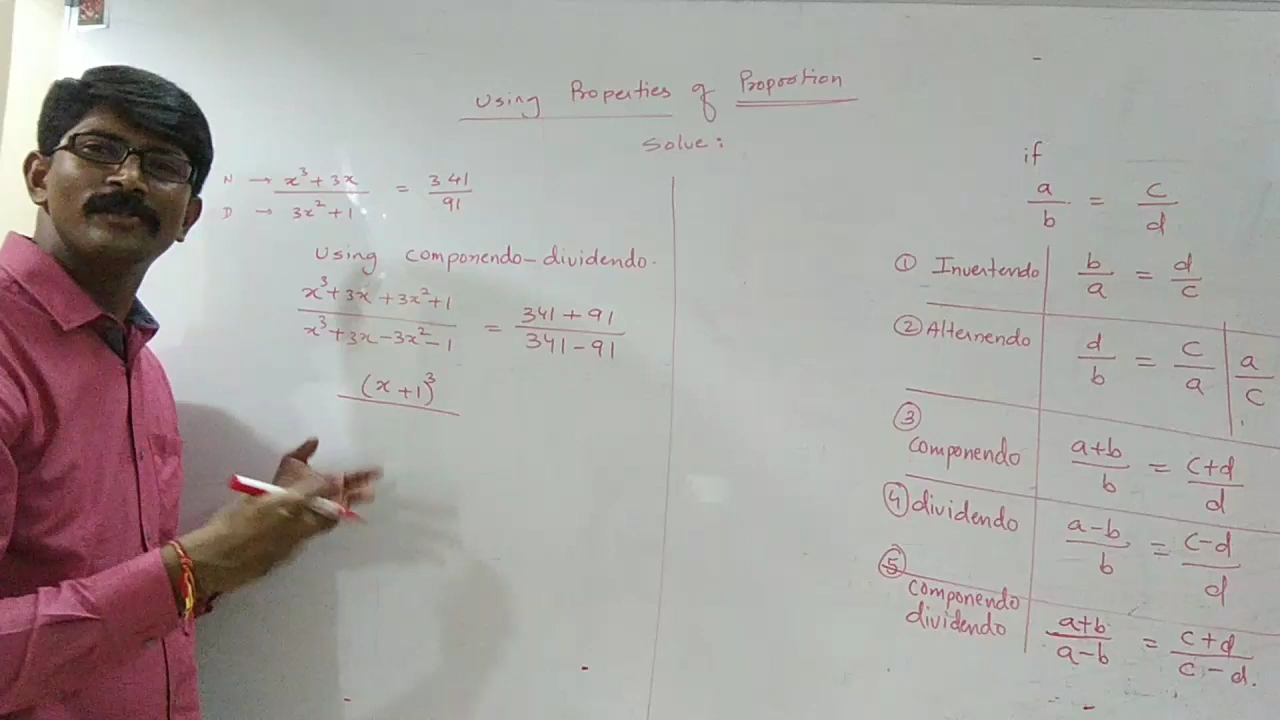 Using Properties of Proportion
Solve :
N → x³+3x / 3x²+1 = 341 / 91
D →
Using componendo-dividendo.
x³+3x+3x²+1 / x³+3x-3x²-1 = 341+91 / 341-91
(x+1)³
if
a/b = c/d
① Invertendo b/a = d/c
② Alternendo d/b = c/a | a/c
③ componendo a+b/b = c+d/d
④ dividendo a-b/b = c-d/d
⑤ componendo
dividendo a+b/a-b = c+d/c-d.